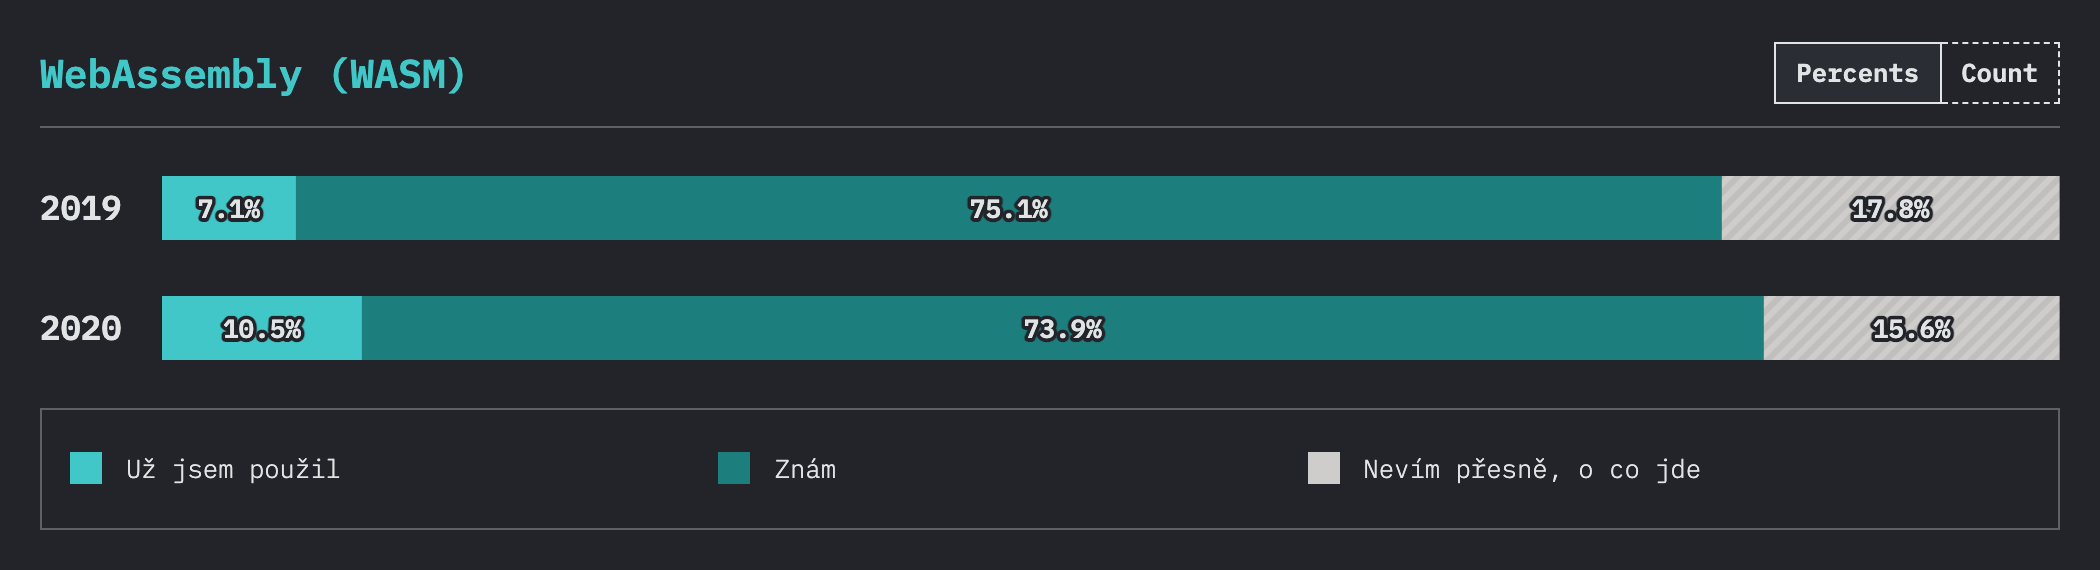 WebAssembly (WASM)
Percents Count
2019 7.1% 75.1% 17.8%
2020 10.5% 73.9% 15.6%
Už jsem použil Znám Nevím přesně, o co jde